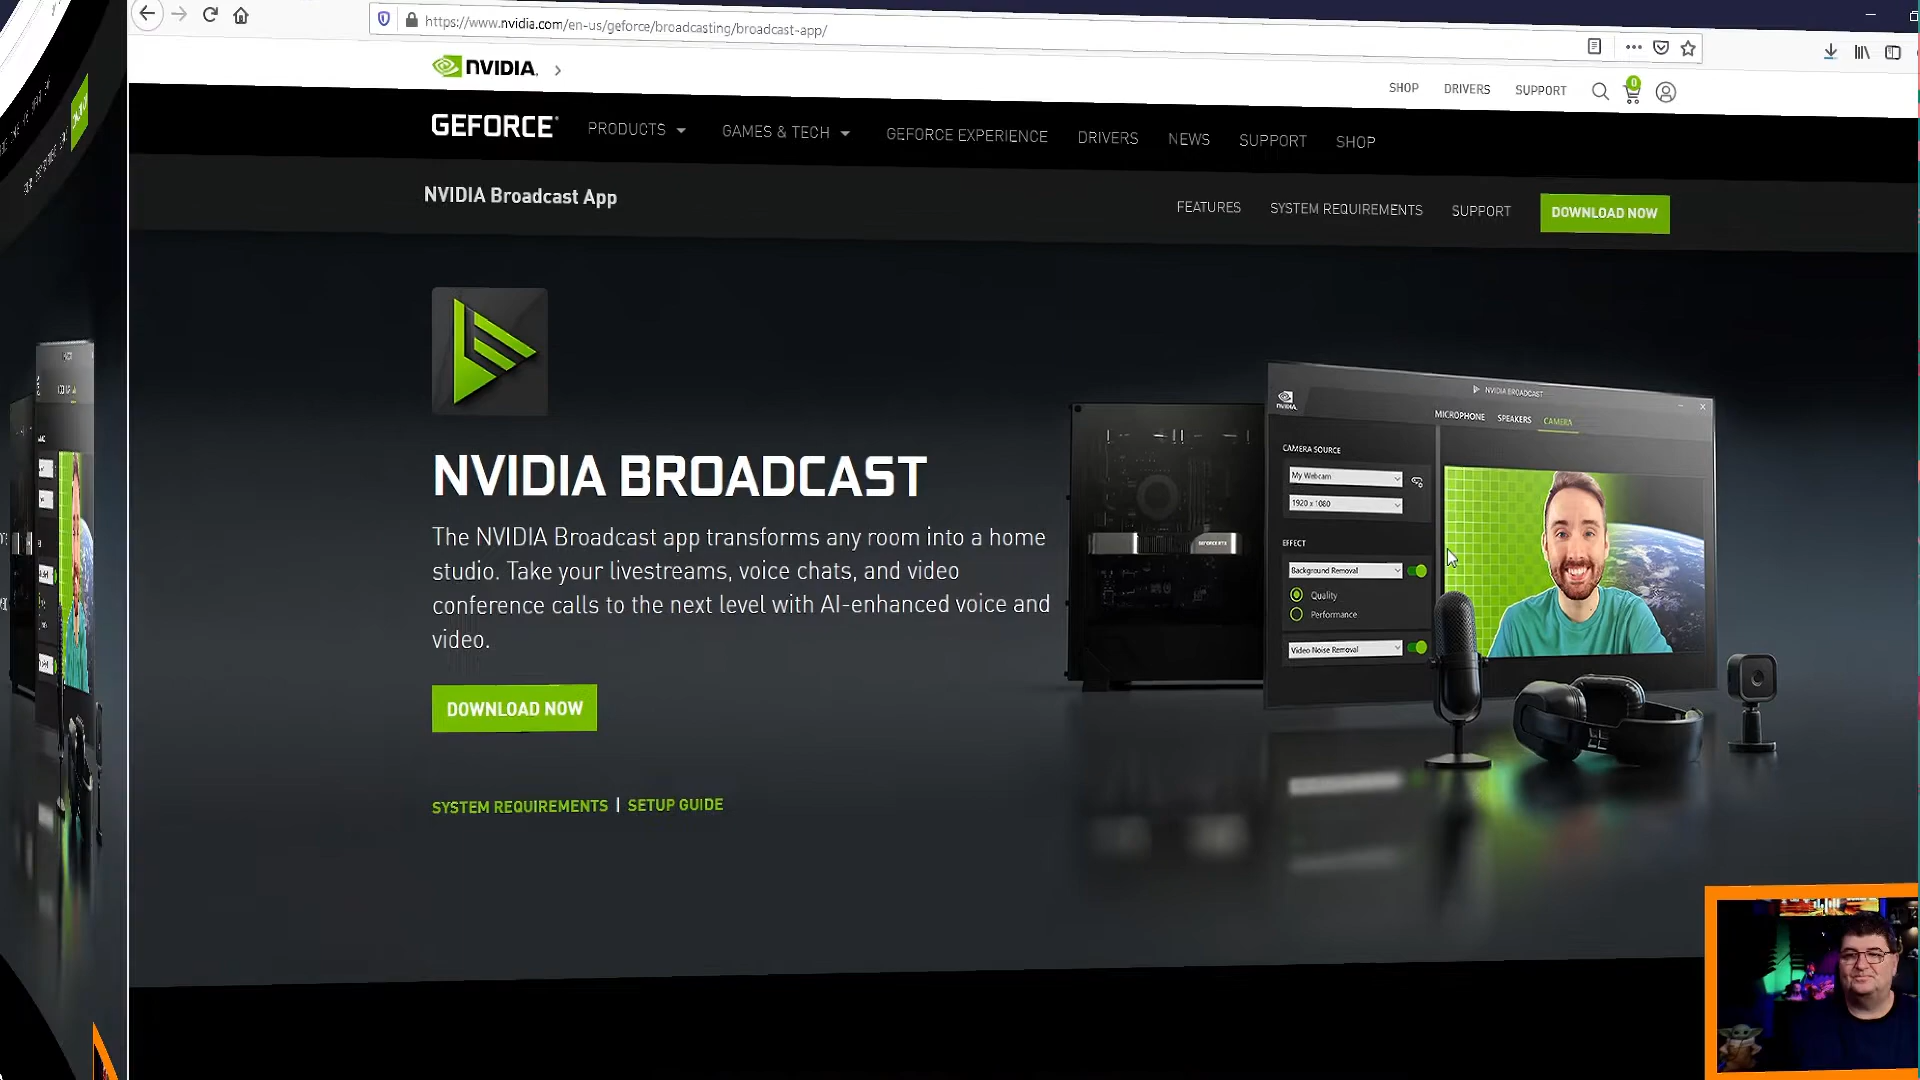 https://www.nvidia.com/en-us/geforce/broadcasting/broadcast-app/
NVIDIA.
SHOP DRIVERS SUPPORT 0
GEFORCE PRODUCTS GAMES & TECH GEFORCE EXPERIENCE DRIVERS NEWS SUPPORT SHOP
NVIDIA Broadcast App
FEATURES SYSTEM REQUIREMENTS SUPPORT DOWNLOAD NOW
NVIDIA BROADCAST
The NVIDIA Broadcast app transforms any room into a home
studio. Take your livestreams, voice chats, and video
conference calls to the next level with AI-enhanced voice and
video.
DOWNLOAD NOW
SYSTEM REQUIREMENTS | SETUP GUIDE
NVIDIA BROADCAST
NVIDIA.
MICROPHONE SPEAKERS CAMERA
CAMERA SOURCE
My Webcam
1920 x 1080
EFFECT
Background Removal
Quality
Performance
Video Noise Removal
GEFORCE RTX